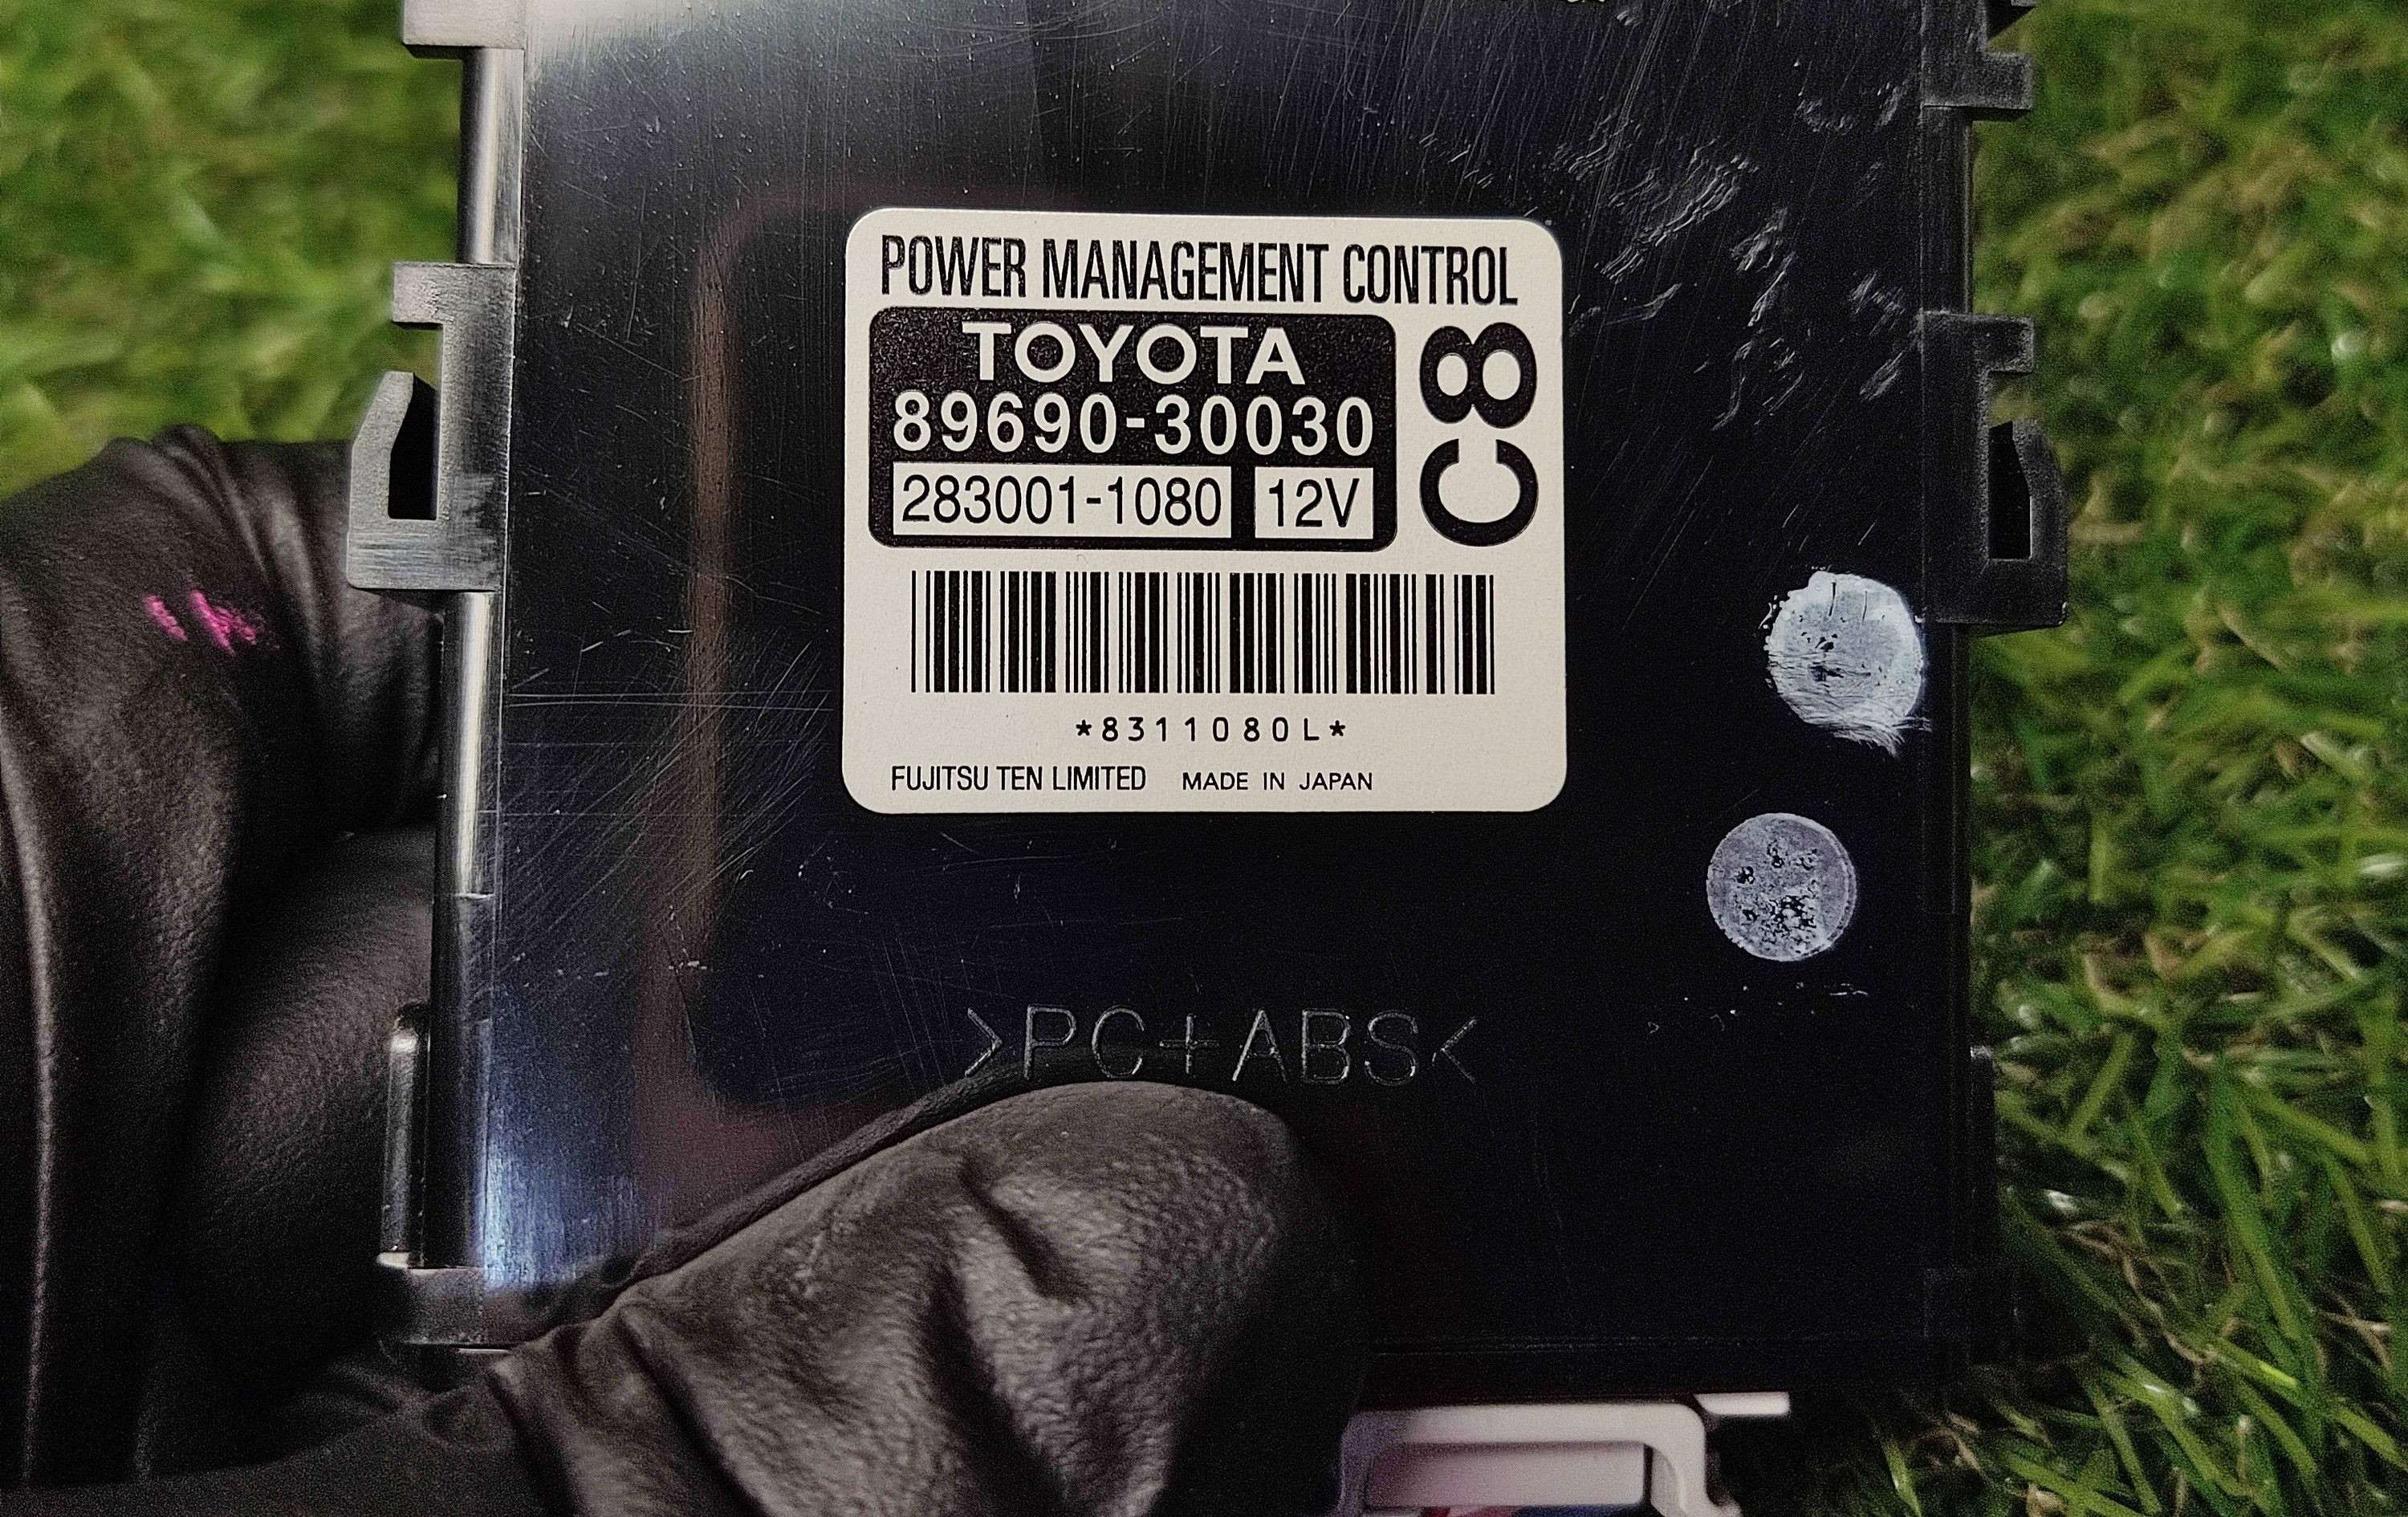 POWER MANAGEMENT CONTROL
TOYOTA
89690-30030
283001-1080 12V
C8
*8311080L*
FUJITSU TEN LIMITED MADE IN JAPAN
>PC+ABS<